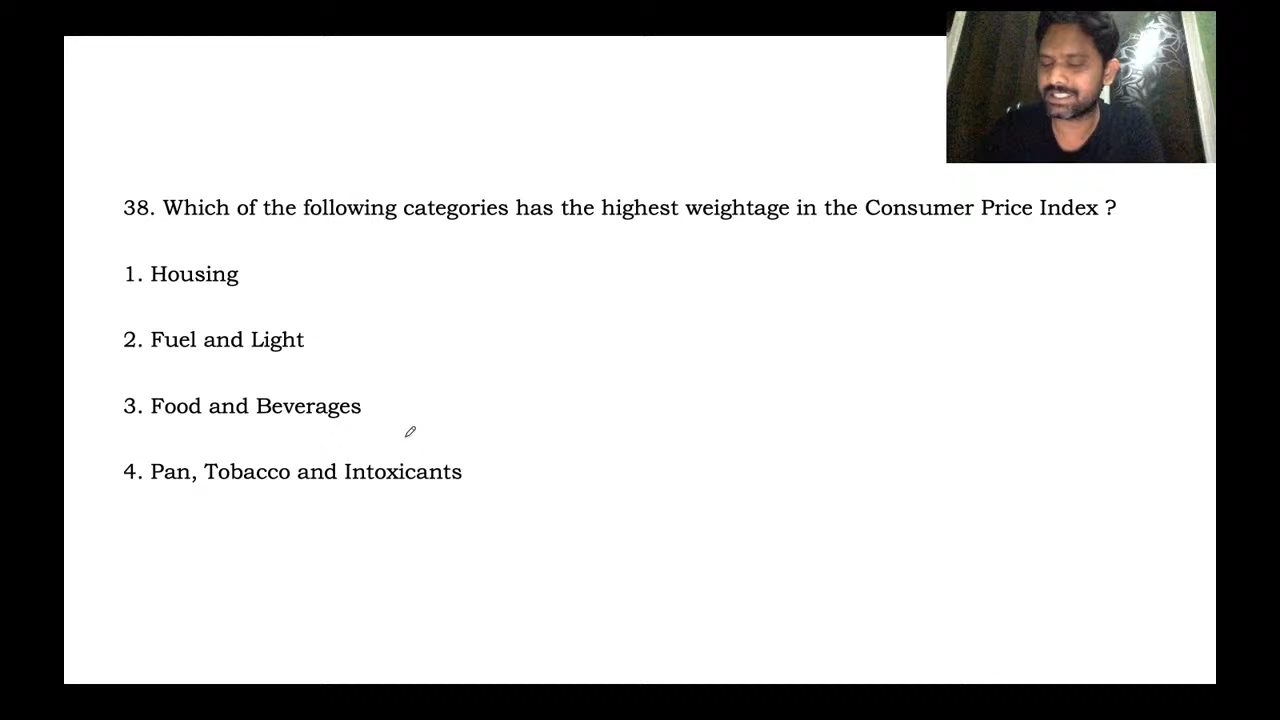 38. Which of the following categories has the highest weightage in the Consumer Price Index ?
1. Housing
2. Fuel and Light
3. Food and Beverages
4. Pan, Tobacco and Intoxicants